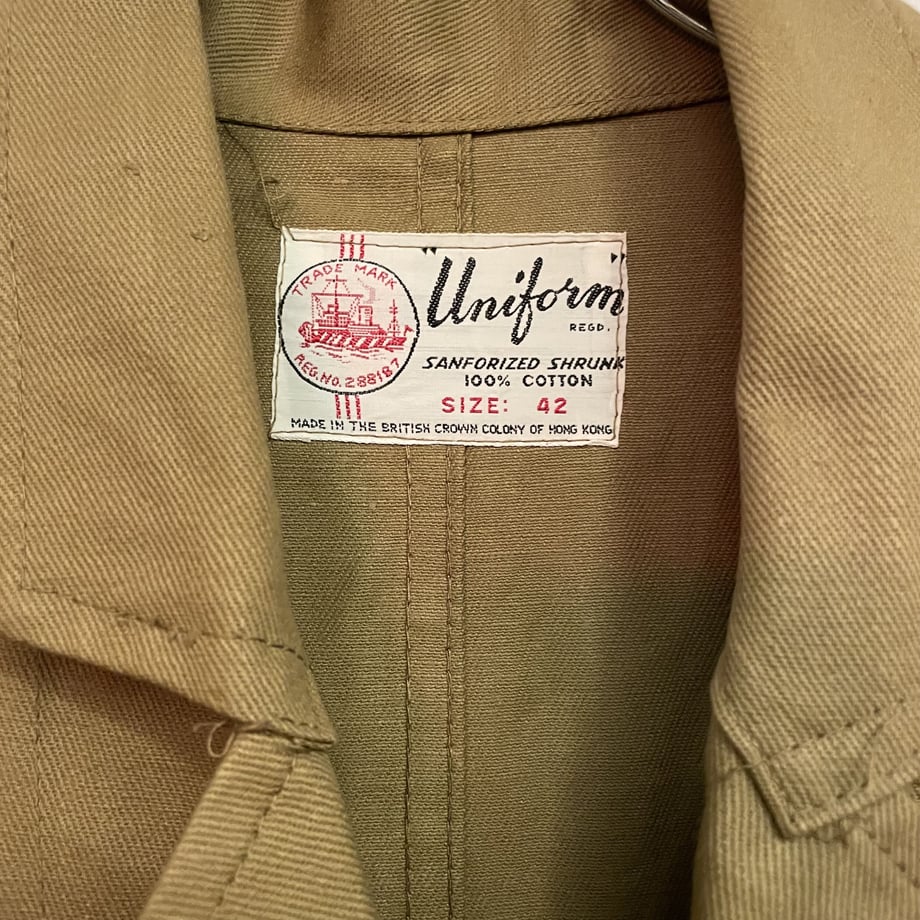 TRADE MARK
REG. NO. 288187
"Uniform"
REGD.
SANFORIZED SHRUNK
100% COTTON
SIZE: 42
MADE IN THE BRITISH CROWN COLONY OF HONG KONG